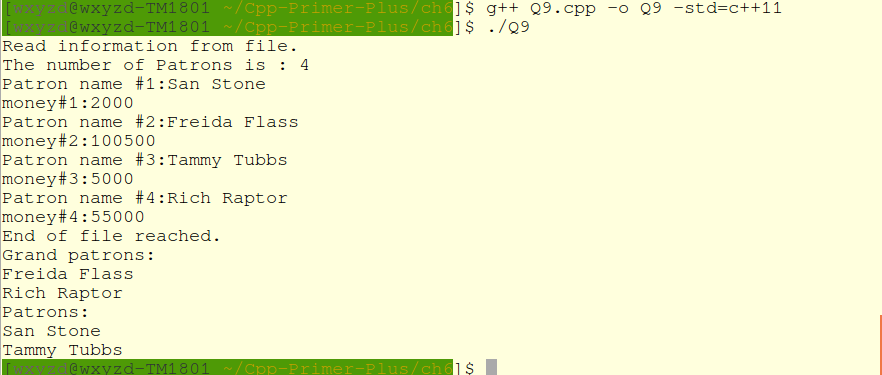 [wxyzd@wxyzd-TM1801 ~/Cpp-Primer-Plus/ch6]$ g++ Q9.cpp -o Q9 -std=c++11
[wxyzd@wxyzd-TM1801 ~/Cpp-Primer-Plus/ch6]$ ./Q9
Read information from file.
The number of Patrons is : 4
Patron name #1:San Stone
money#1:2000
Patron name #2:Freida Flass
money#2:100500
Patron name #3:Tammy Tubbs
money#3:5000
Patron name #4:Rich Raptor
money#4:55000
End of file reached.
Grand patrons:
Freida Flass
Rich Raptor
Patrons:
San Stone
Tammy Tubbs
[wxyzd@wxyzd-TM1801 ~/Cpp-Primer-Plus/ch6]$